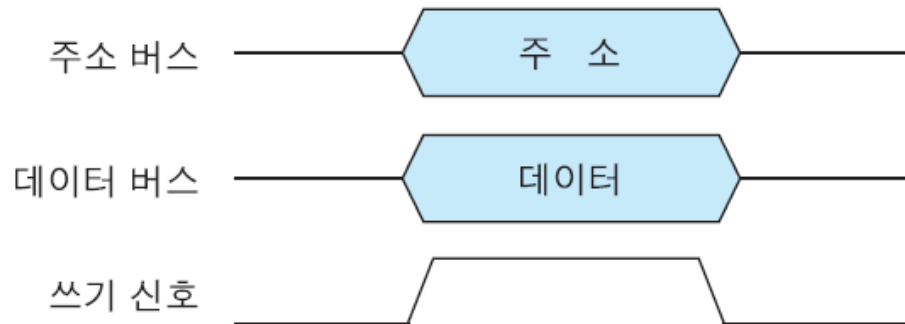 주소 버스
주 소
데이터 버스
데이터
쓰기 신호